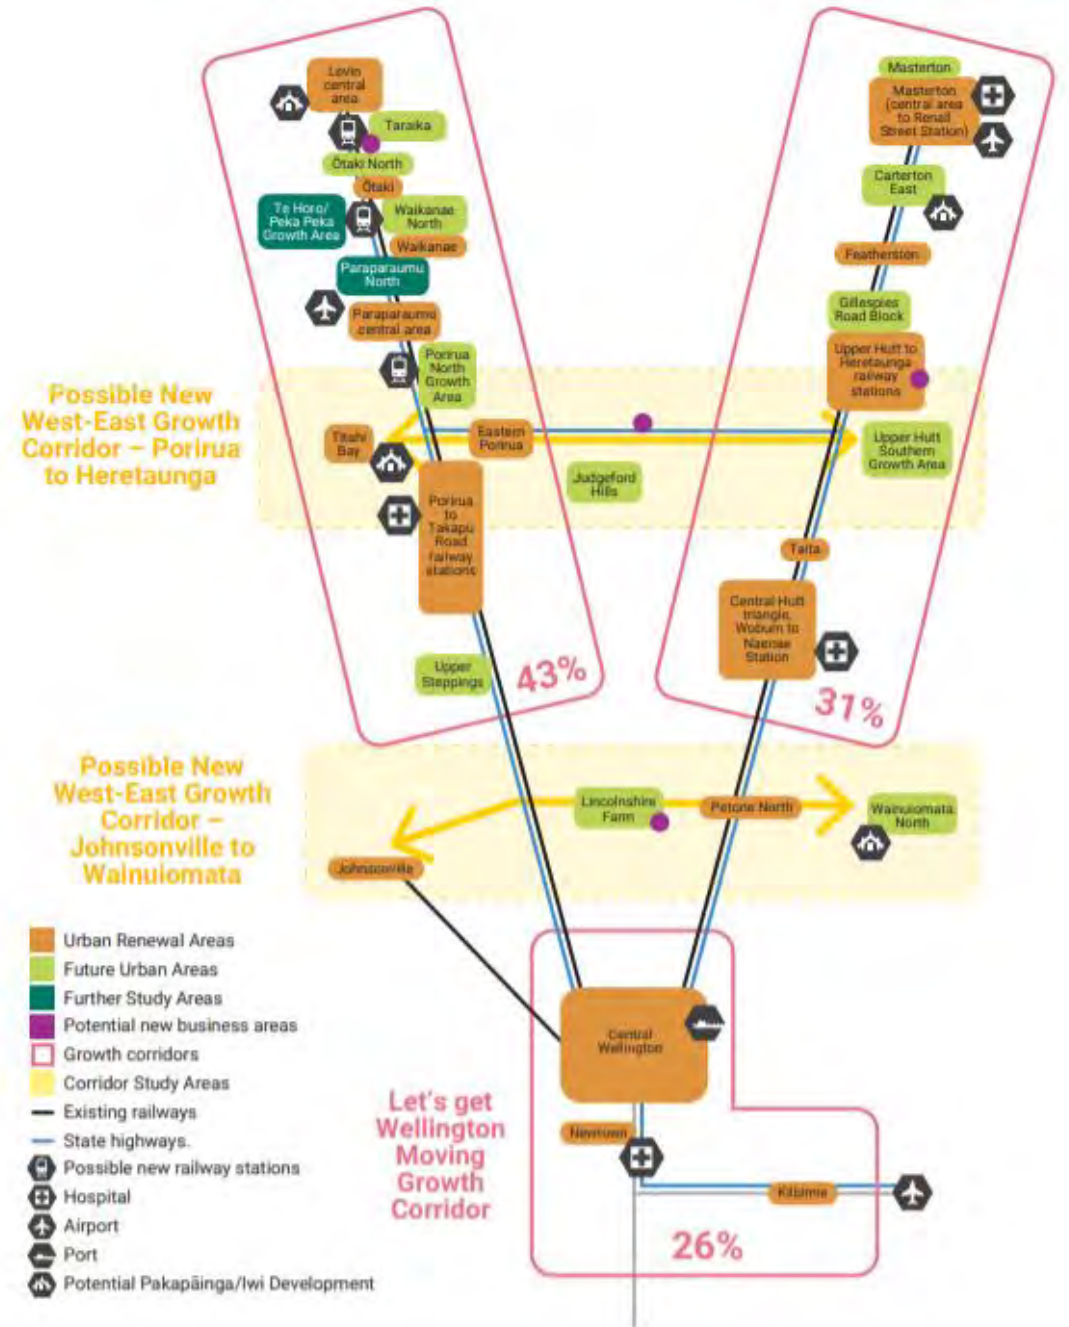 Levin
central
area
Taraika
Ōtaki North
Ōtaki
Te Horo/
Peka Peka
Growth Area
Waikanae
North
Waikanae
Paraparaumu
North
Paraparaumu
central area
Porirua
North
Growth
Area
Masterton
Masterton
(central area
to Renall
Street Station)
Carterton
East
Featherston
Gillespies
Road Block
Upper Hutt to
Heretaunga
railway
stations
Possible New
West-East Growth
Corridor – Porirua
to Heretaunga
Titahi
Bay
Eastern
Porirua
Judgeford
Hills
Upper Hutt
Southern
Growth Area
Porirua
to
Takapu
Road
railway
stations
Taita
Central Hutt
triangle,
Woburn to
Naenae
Station
Upper
Steppings
43%
31%
Possible New
West-East Growth
Corridor –
Johnsonville to
Wainuiomata
Lincolnshire
Farm
Petone North
Wainuiomata
North
Johnsonville
Urban Renewal Areas
Future Urban Areas
Further Study Areas
Potential new business areas
Growth corridors
Corridor Study Areas
Existing railways
State highways.
Possible new railway stations
Hospital
Airport
Port
Potential Pakapāinga/Iwi Development
Central
Wellington
Let's get
Wellington
Moving
Growth
Corridor
Newtown
Kilbirnie
26%